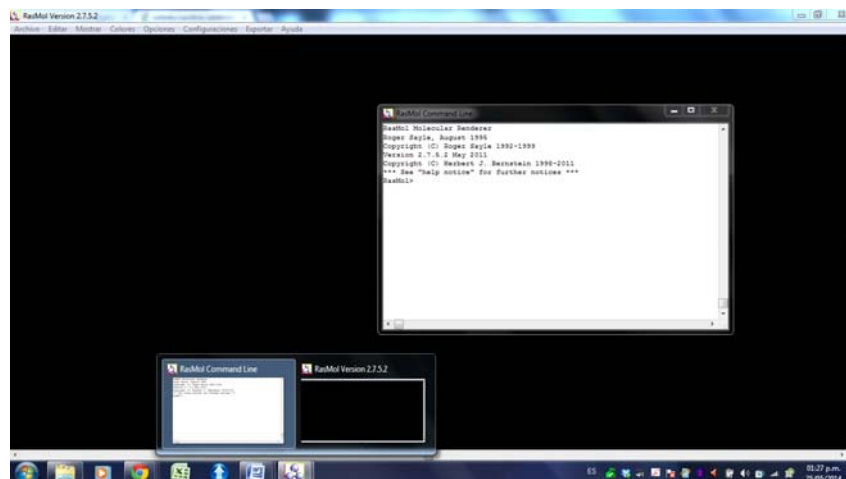 RasMol Version 2.7.5.2
Archivo Editar Mostrar Colores Opciones Configuraciones Exportar Ayuda
RasMol Command Line
RasMol Molecular Renderer
Roger Sayle, August 1995
Copyright (C) Roger Sayle 1992-1999
Version 2.7.5.2 May 2011
Copyright (C) Herbert J. Bernstein 1998-2011
*** See "help notice" for further notices ***
RasMol>
RasMol Command Line
RasMol Version 2.7.5.2
ES
01:27 p.m.